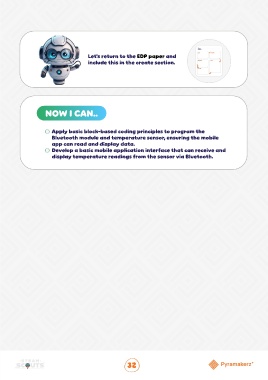 Let's return to the EDP paper and
include this in the create section.
NOW I CAN..
Apply basic block-based coding principles to program the
Bluetooth module and temperature sensor, ensuring the mobile
app can read and display data.
Develop a basic mobile application interface that can receive and
display temperature readings from the sensor via Bluetooth.
32
Pyramakerz